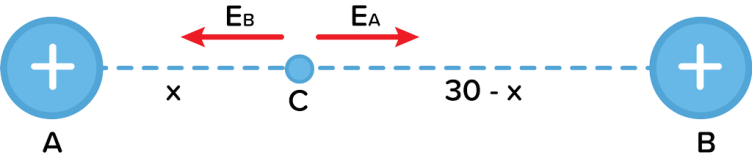 EB EA
+ +
x C 30 - x
A B